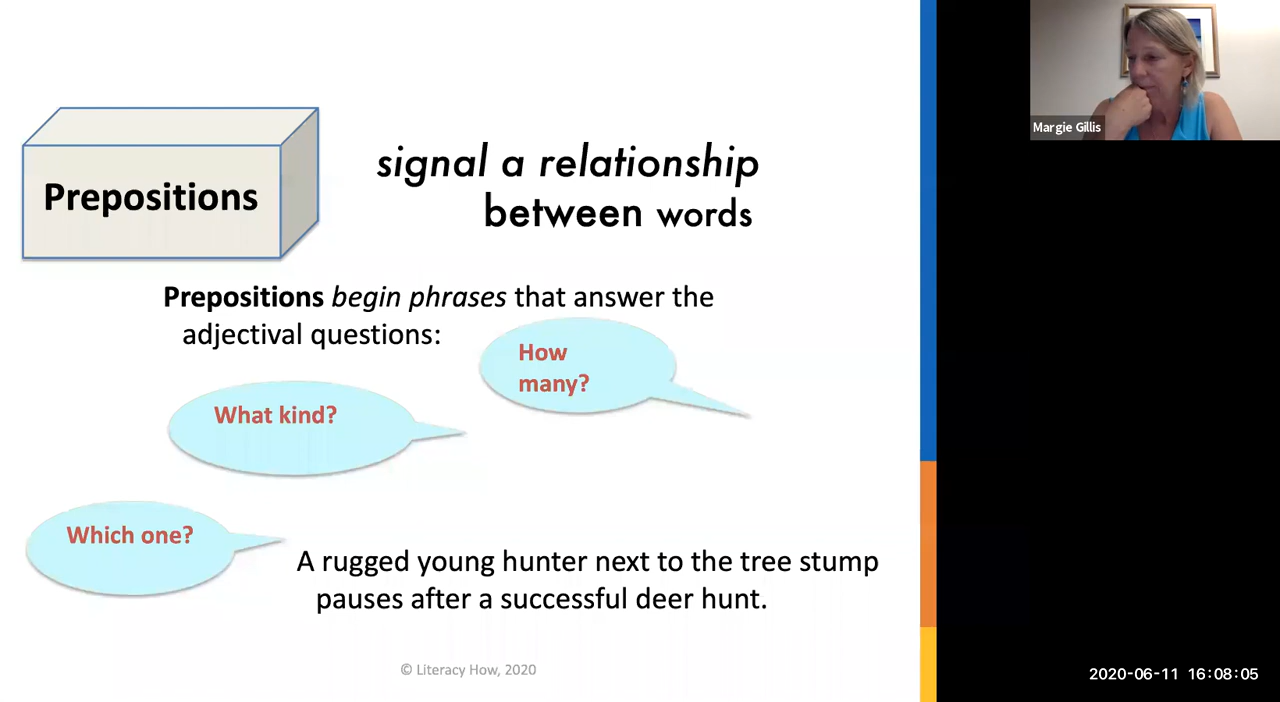 Prepositions
signal a relationship
between words
Prepositions begin phrases that answer the
adjectival questions:
How
many?
What kind?
Which one?
A rugged young hunter next to the tree stump
pauses after a successful deer hunt.
© Literacy How, 2020
Margie Gillis
2020-06-11 16:08:05